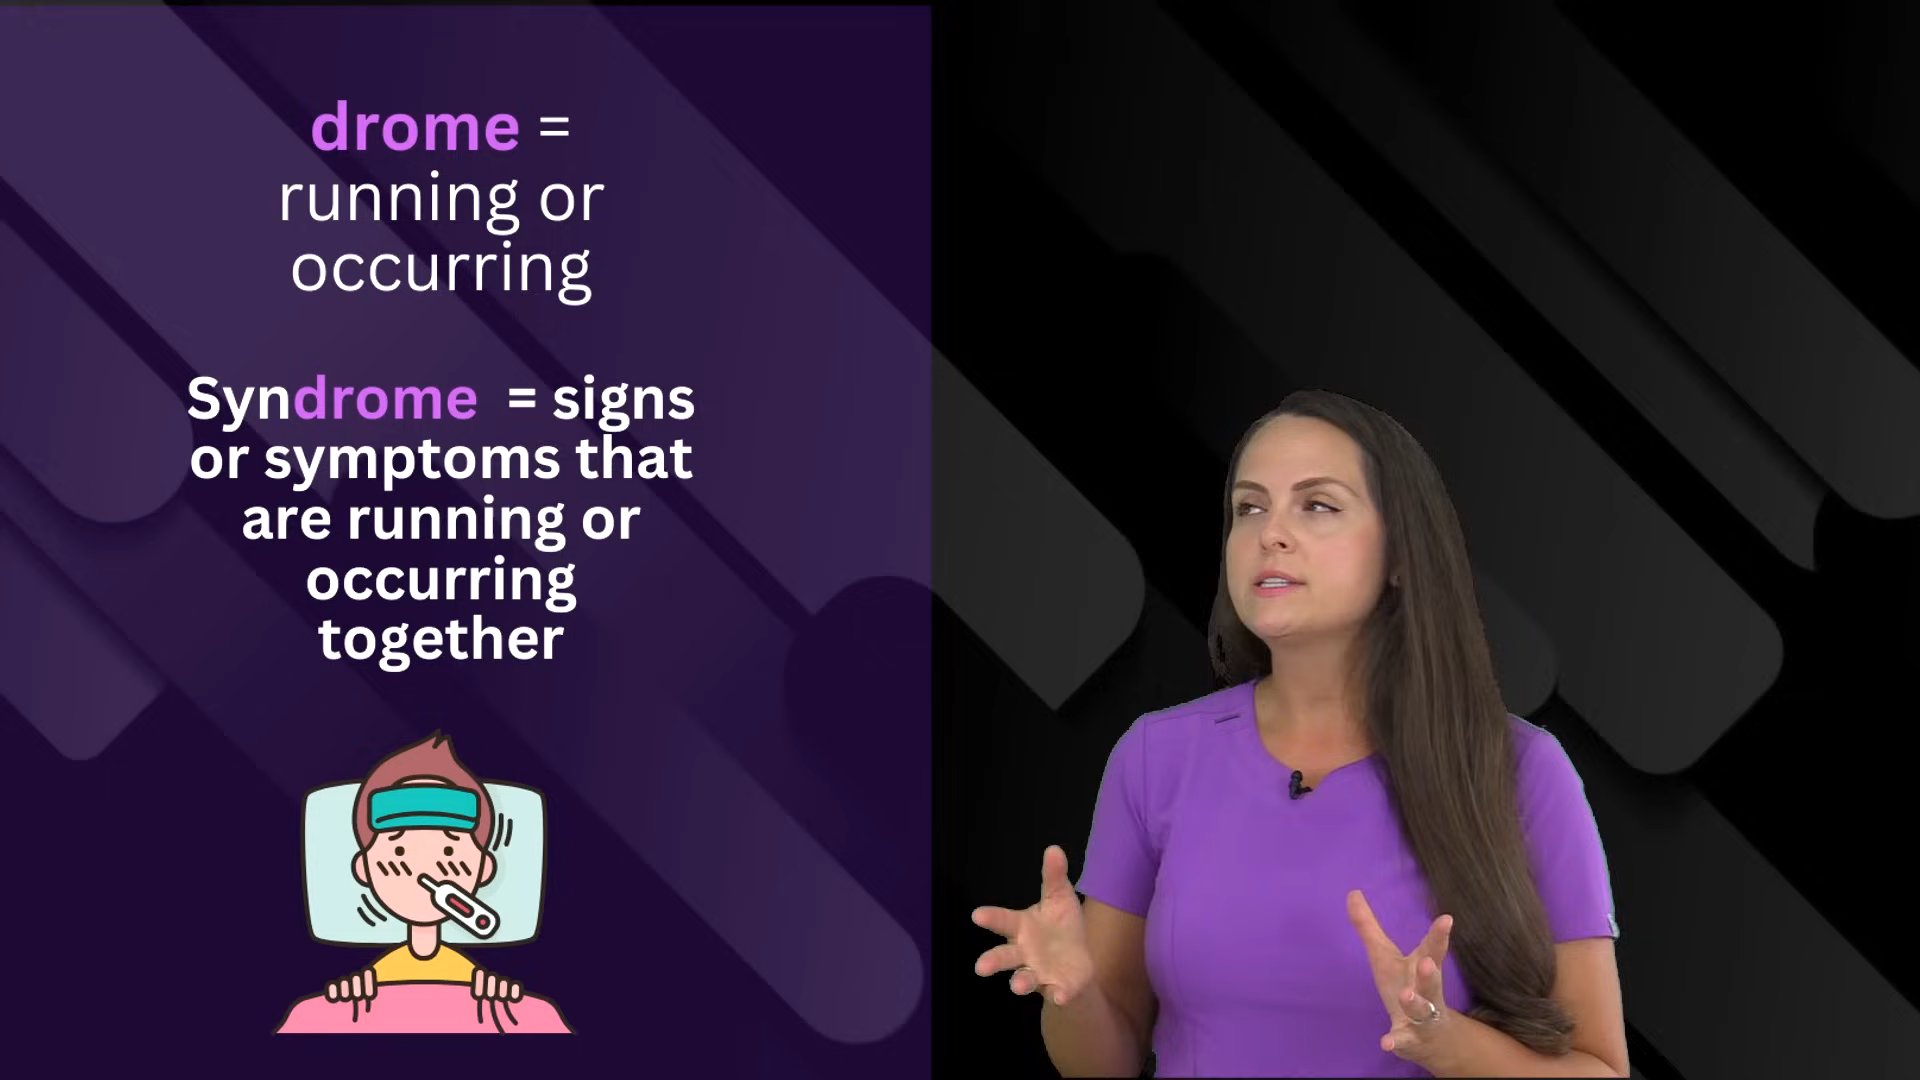 drome =
running or
occurring
Syndrome = signs
or symptoms that
are running or
occurring
together